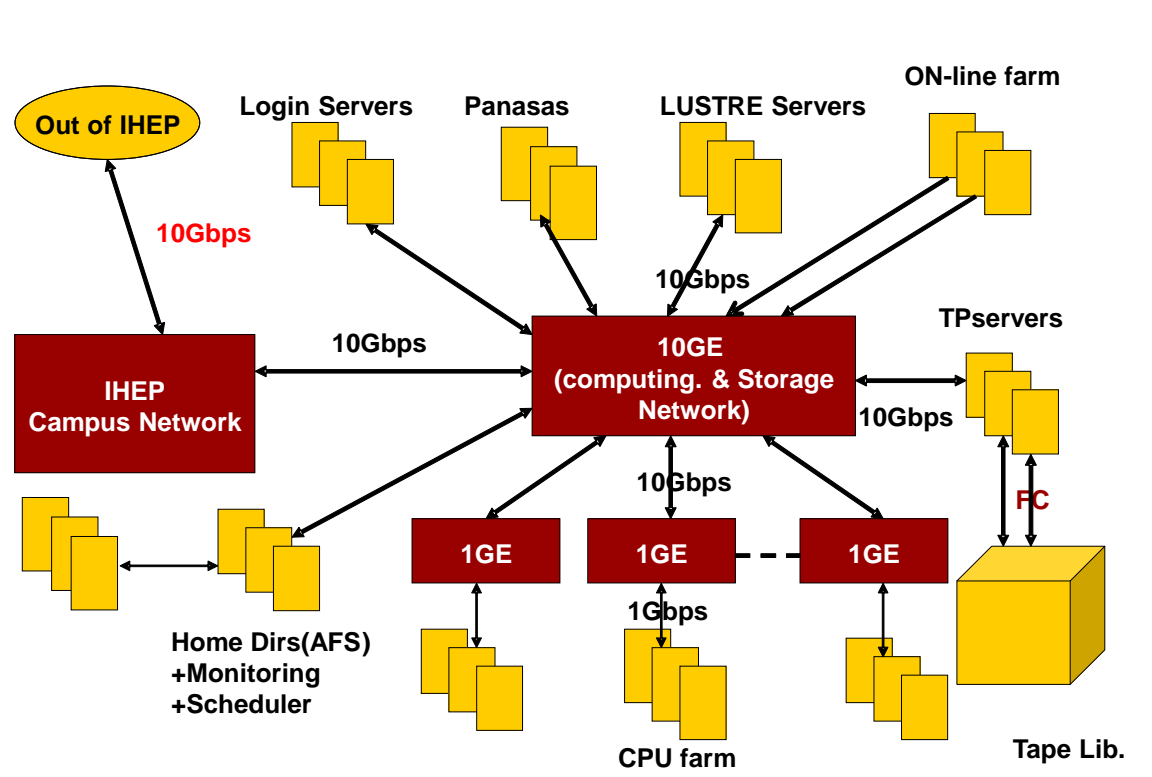 ON-line farm
Login Servers
Panasas
LUSTRE Servers
Out of IHEP
10Gbps
10Gbps
TPservers
10Gbps
10GE
(computing. & Storage
Network)
IHEP
Campus Network
10Gbps
10Gbps
FC
1GE
1GE
1GE
1Gbps
Home Dirs(AFS)
+Monitoring
+Scheduler
CPU farm
Tape Lib.